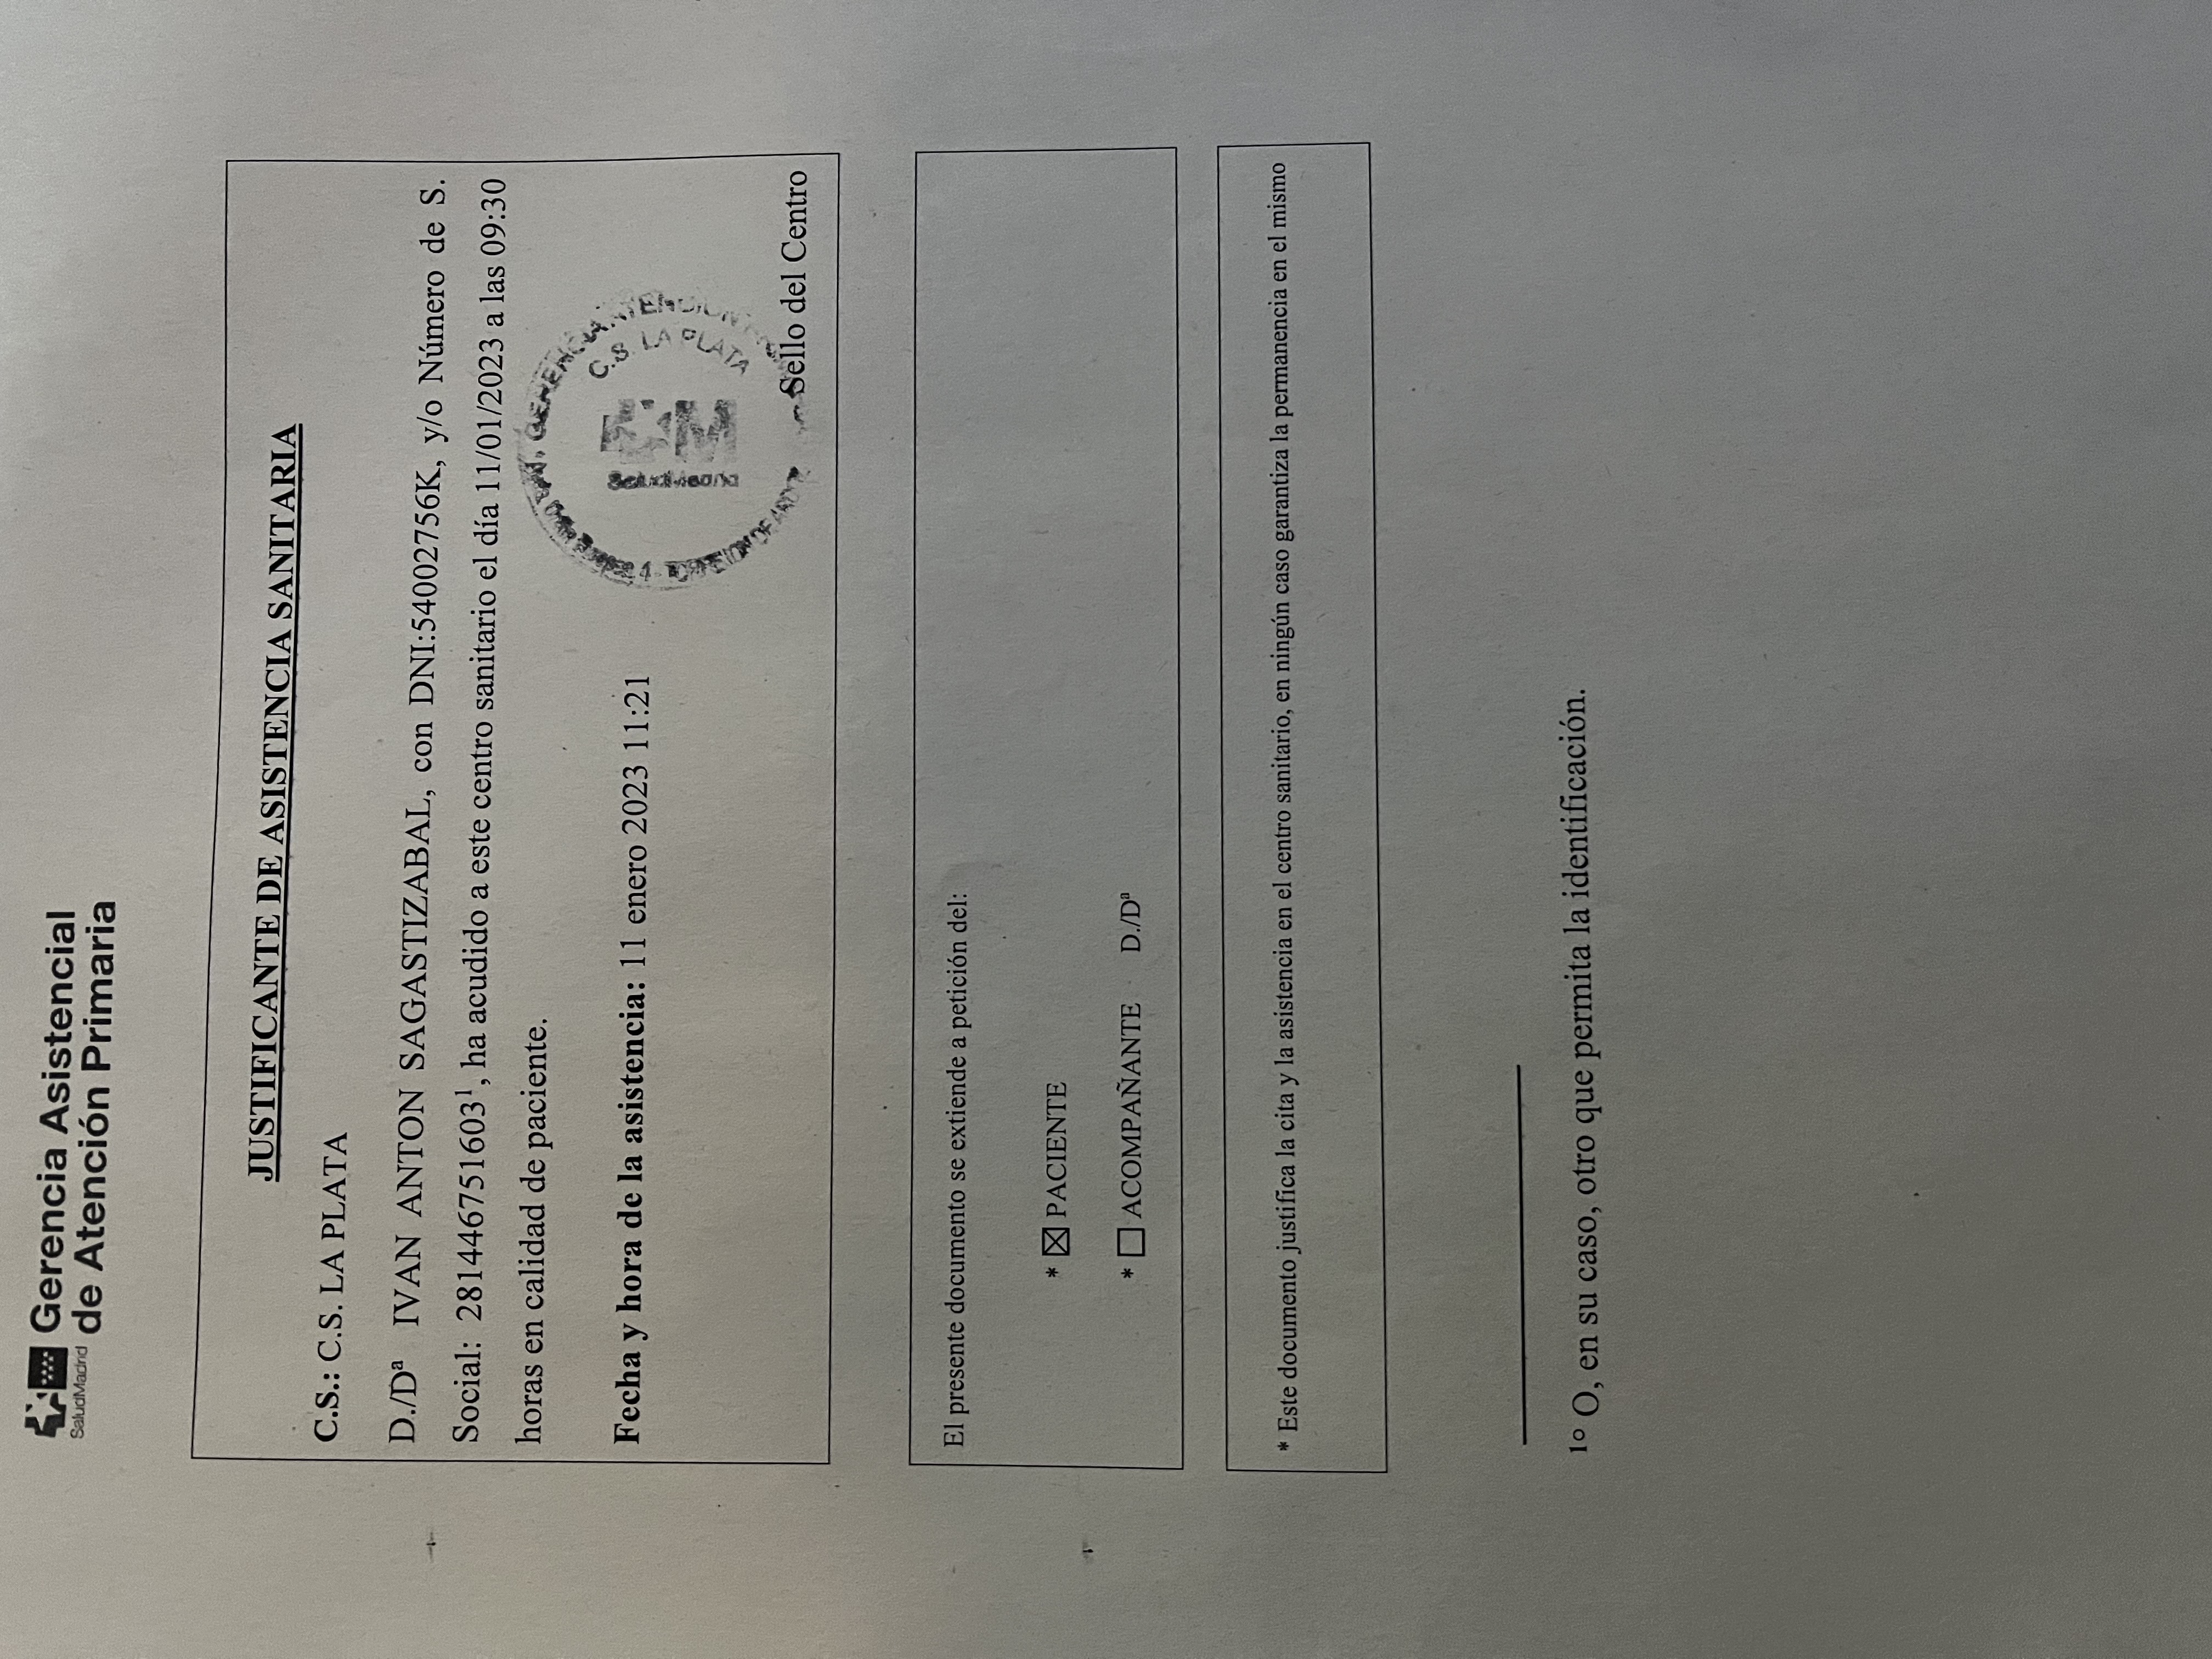 SaludMadrid
Gerencia Asistencial
de Atención Primaria
JUSTIFICANTE DE ASISTENCIA SANITARIA
C.S.: C.S. LA PLATA
D./Dª IVAN ANTON SAGASTIZABAL, con DNI:54002756K, y/o Número de S.
Social: 281446751603¹, ha acudido a este centro sanitario el día 11/01/2023 a las 09:30
horas en calidad de paciente.
Fecha y hora de la asistencia: 11 enero 2023 11:21
GERENCIA
C.S. LA PLATA
Sello del Centro
El presente documento se extiende a petición del:
* ☒ PACIENTE
* ☐ ACOMPAÑANTE D./Dª
* Este documento justifica la cita y la asistencia en el centro sanitario, en ningún caso garantiza la permanencia en el mismo
¹º O, en su caso, otro que permita la identificación.